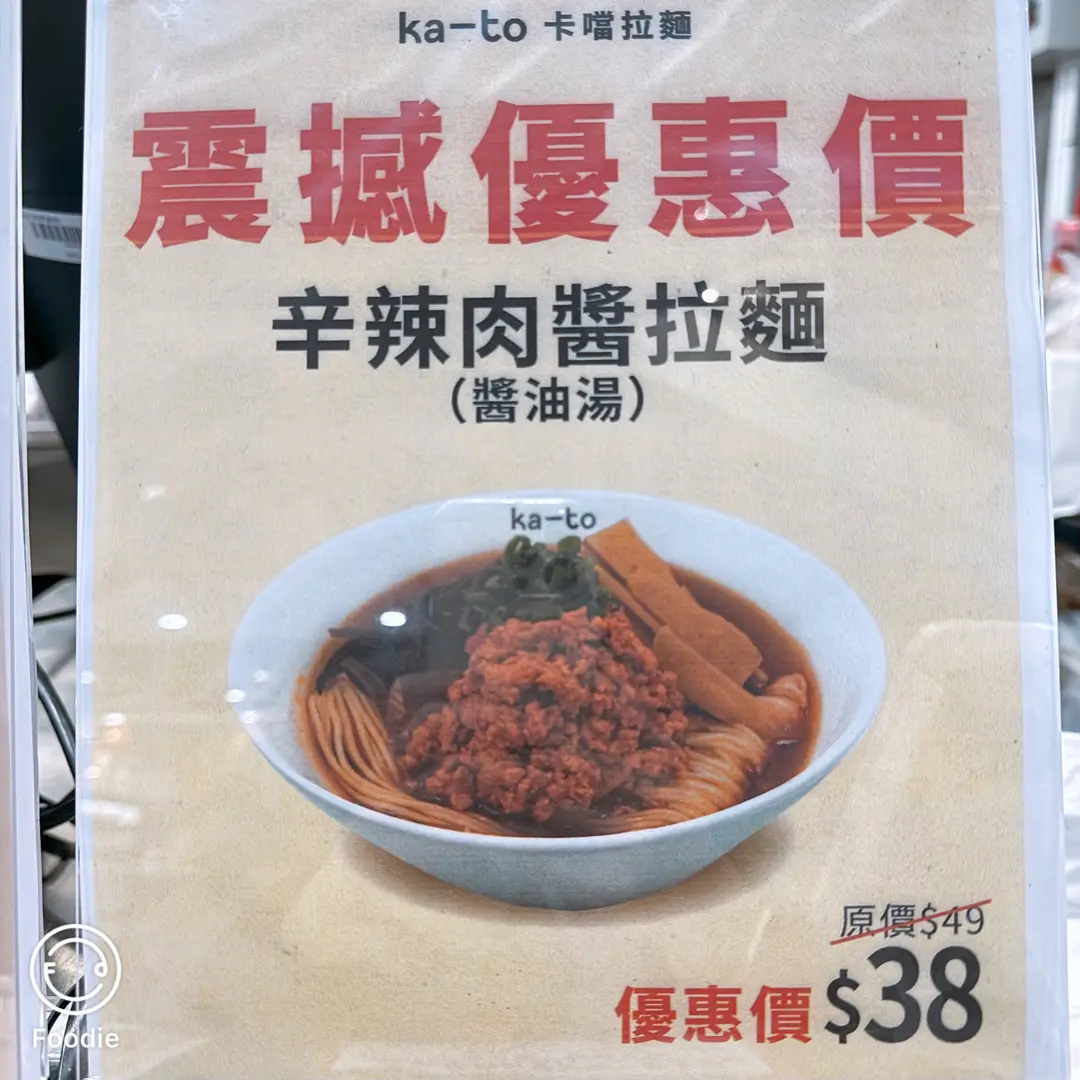 ka-to 卡噹拉麵
震撼優惠價
辛辣肉醬拉麵
（醬油湯）
ka-to
原價$49
優惠價$38
Foodie